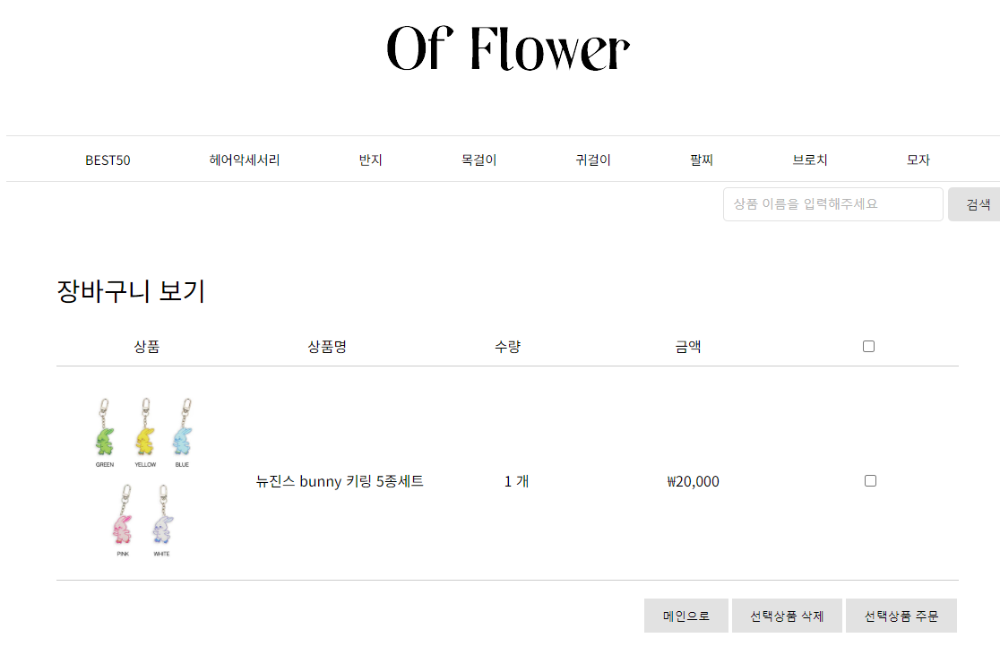 Of Flower
BEST50 헤어악세서리 반지 목걸이 귀걸이 팔찌 브로치 모자
상품 이름을 입력해주세요 검색
장바구니 보기
상품 상품명 수량 금액
GREEN YELLOW BLUE
뉴진스 bunny 키링 5종세트 1 개 ₩20,000
PINK WHITE
메인으로 선택상품 삭제 선택상품 주문